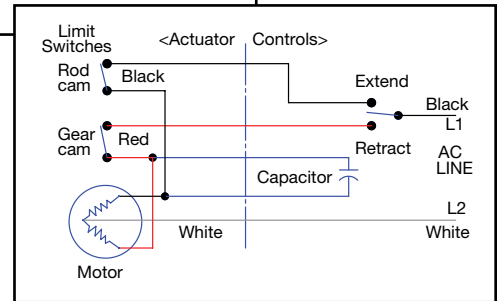 Limit
Switches
<Actuator Controls>
Rod
cam
Black
Extend
Black
L1
Gear
cam
Red
Retract
AC
LINE
Capacitor
L2
White
White
Motor